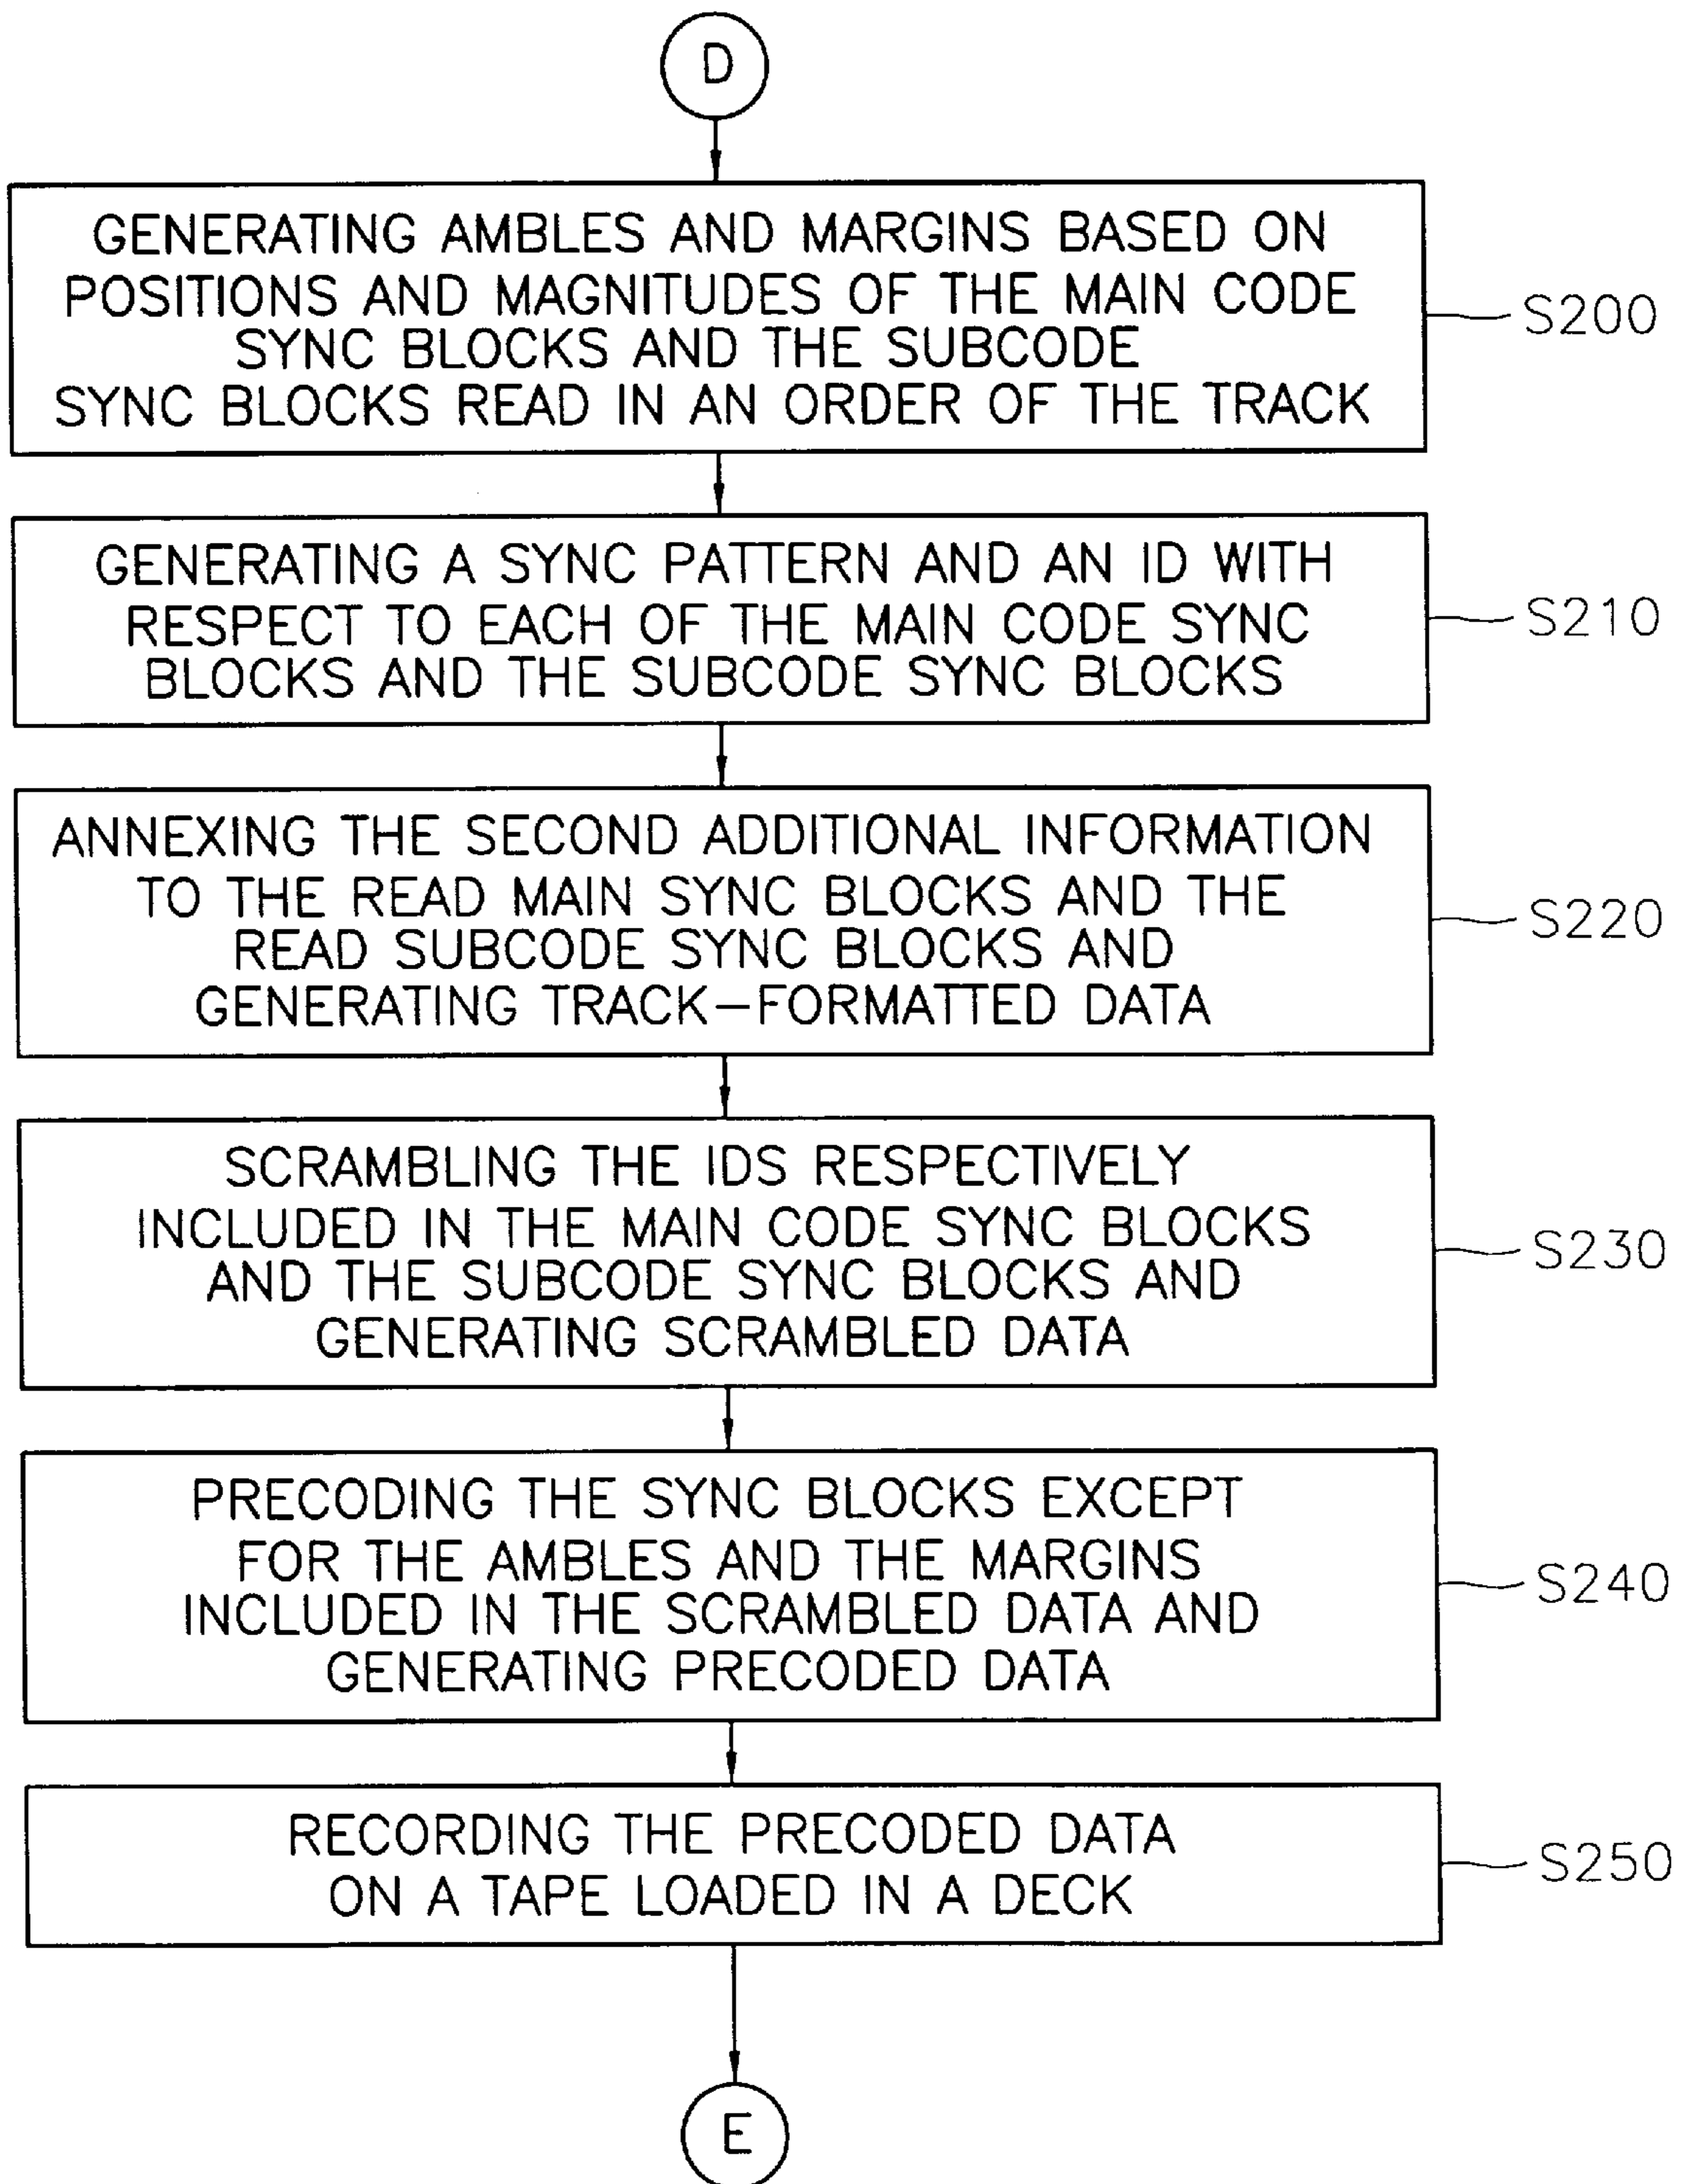 D
GENERATING AMBLES AND MARGINS BASED ON
POSITIONS AND MAGNITUDES OF THE MAIN CODE
SYNC BLOCKS AND THE SUBCODE
SYNC BLOCKS READ IN AN ORDER OF THE TRACK
S200
GENERATING A SYNC PATTERN AND AN ID WITH
RESPECT TO EACH OF THE MAIN CODE SYNC
BLOCKS AND THE SUBCODE SYNC BLOCKS
S210
ANNEXING THE SECOND ADDITIONAL INFORMATION
TO THE READ MAIN SYNC BLOCKS AND THE
READ SUBCODE SYNC BLOCKS AND
GENERATING TRACK-FORMATTED DATA
S220
SCRAMBLING THE IDS RESPECTIVELY
INCLUDED IN THE MAIN CODE SYNC BLOCKS
AND THE SUBCODE SYNC BLOCKS AND
GENERATING SCRAMBLED DATA
S230
PRECODING THE SYNC BLOCKS EXCEPT
FOR THE AMBLES AND THE MARGINS
INCLUDED IN THE SCRAMBLED DATA AND
GENERATING PRECODED DATA
S240
RECORDING THE PRECODED DATA
ON A TAPE LOADED IN A DECK
S250
E